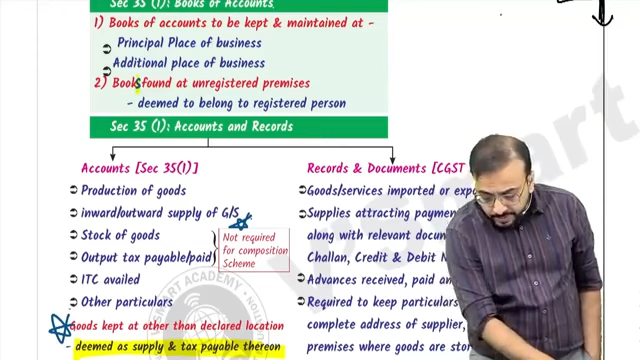 Sec 35 (1): Books of Accounts
1) Books of accounts to be kept & maintained at -
Principal Place of business
Additional place of business
2) Books found at unregistered premises
- deemed to belong to registered person
Sec 35 (1): Accounts and Records
Accounts [Sec 35(1)]
Production of goods
inward/outward supply of G/S
Stock of goods
Output tax payable/paid
ITC availed
Other particulars
Not required
for composition
Scheme
Goods kept at other than declared location
- deemed as supply & tax payable thereon
Records & Documents [CGST
Goods/services imported or expo
Supplies attracting payment
along with relevant docum
Challan, Credit & Debit N
Advances received, paid an
Required to keep particulars
complete address of supplier,
premises where goods are stor
V'Smart
SMART ACADEMY